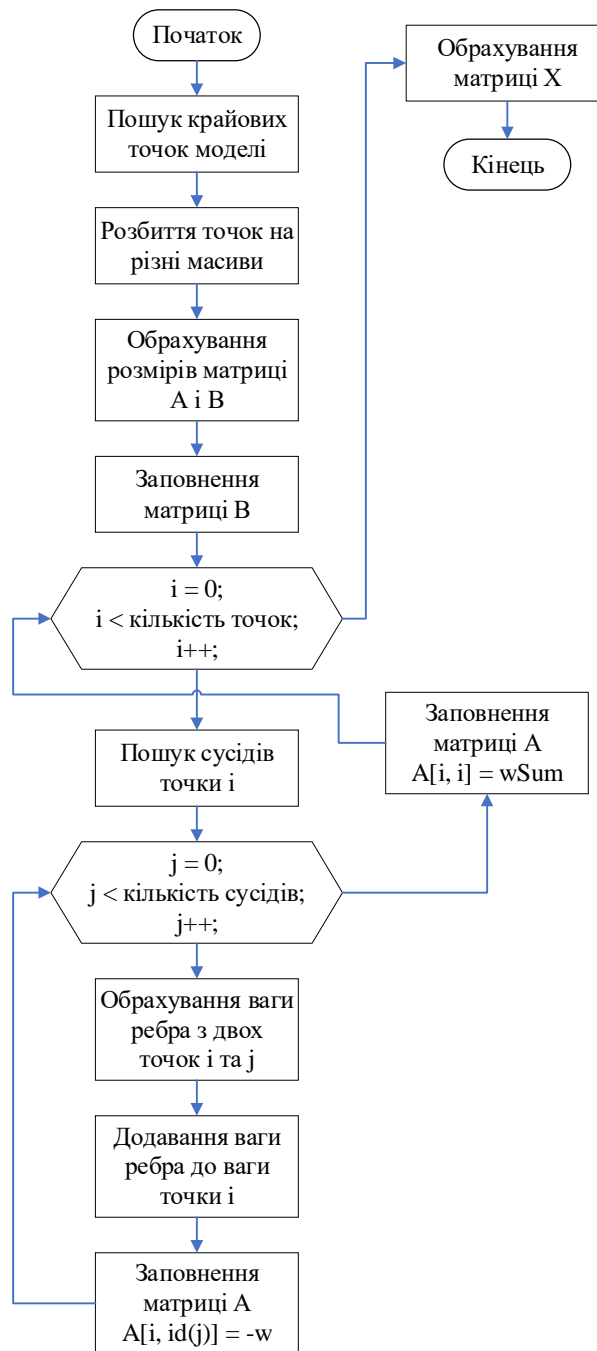 Початок
Пошук крайових
точок моделі
Розбиття точок на
різні масиви
Обрахування
розмірів матриці
А і В
Заповнення
матриці В
i = 0;
i < кількість точок;
i++;
Пошук сусідів
точки i
j = 0;
j < кількість сусідів;
j++;
Обрахування ваги
ребра з двох
точок i та j
Додавання ваги
ребра до ваги
точки i
Заповнення
матриці А
A[i, id(j)] = -w
Заповнення
матриці А
A[i, i] = wSum
Обрахування
матриці X
Кінець